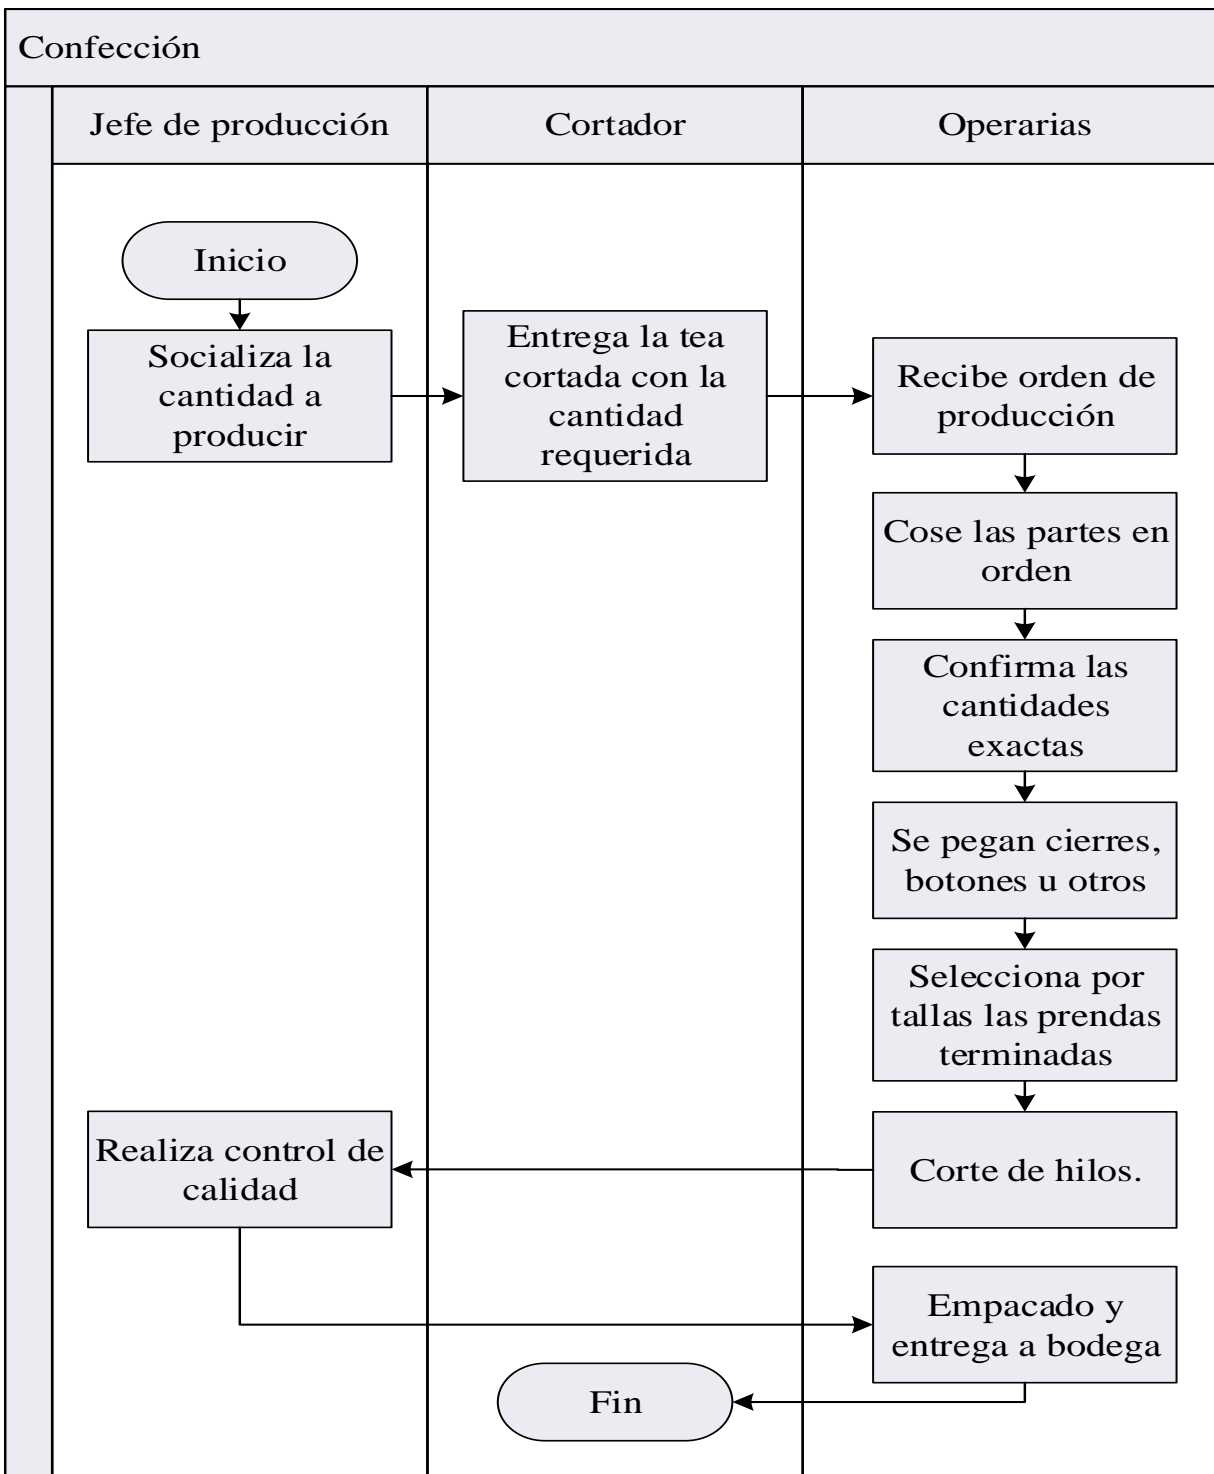 Confección
Jefe de producción
Cortador
Operarias
Inicio
Socializa la
cantidad a
producir
Entrega la tea
cortada con la
cantidad
requerida
Recibe orden de
producción
Cose las partes en
orden
Confirma las
cantidades
exactas
Se pegan cierres,
botones u otros
Selecciona por
tallas las prendas
terminadas
Corte de hilos.
Realiza control de
calidad
Empacado y
entrega a bodega
Fin